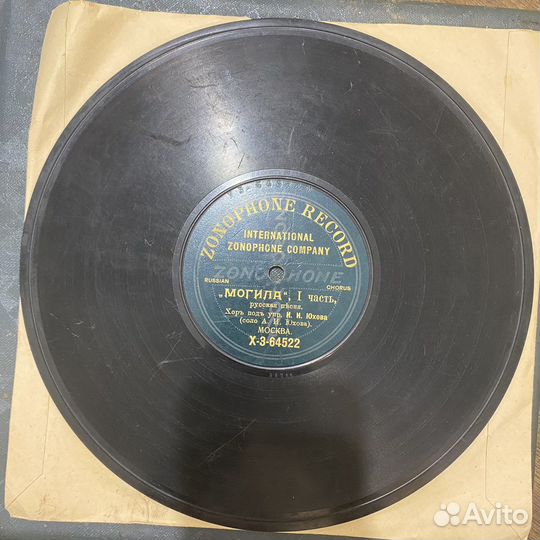 ZONOPHONE RECORD
INTERNATIONAL
ZONOPHONE COMPANY
ZONOPHONE
RUSSIAN CHORUS
„МОГИЛА“, I часть,
русская пѣсня.
Хоръ подъ упр. И. И. Юхова
(соло А. И. Юхова).
МОСКВА.
X-3-64522
Avito